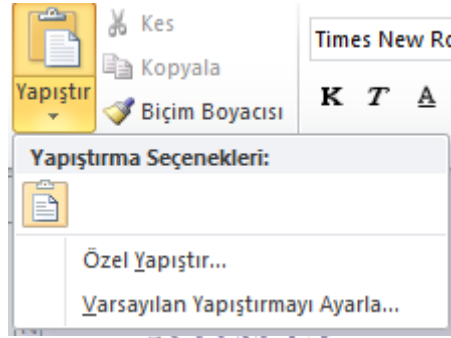 Kes
Kopyala
Yapıştır
Biçim Boyacısı
Times New Ro
K T A
Yapıştırma Seçenekleri:
Özel Yapıştır...
Varsayılan Yapıştırmayı Ayarla...